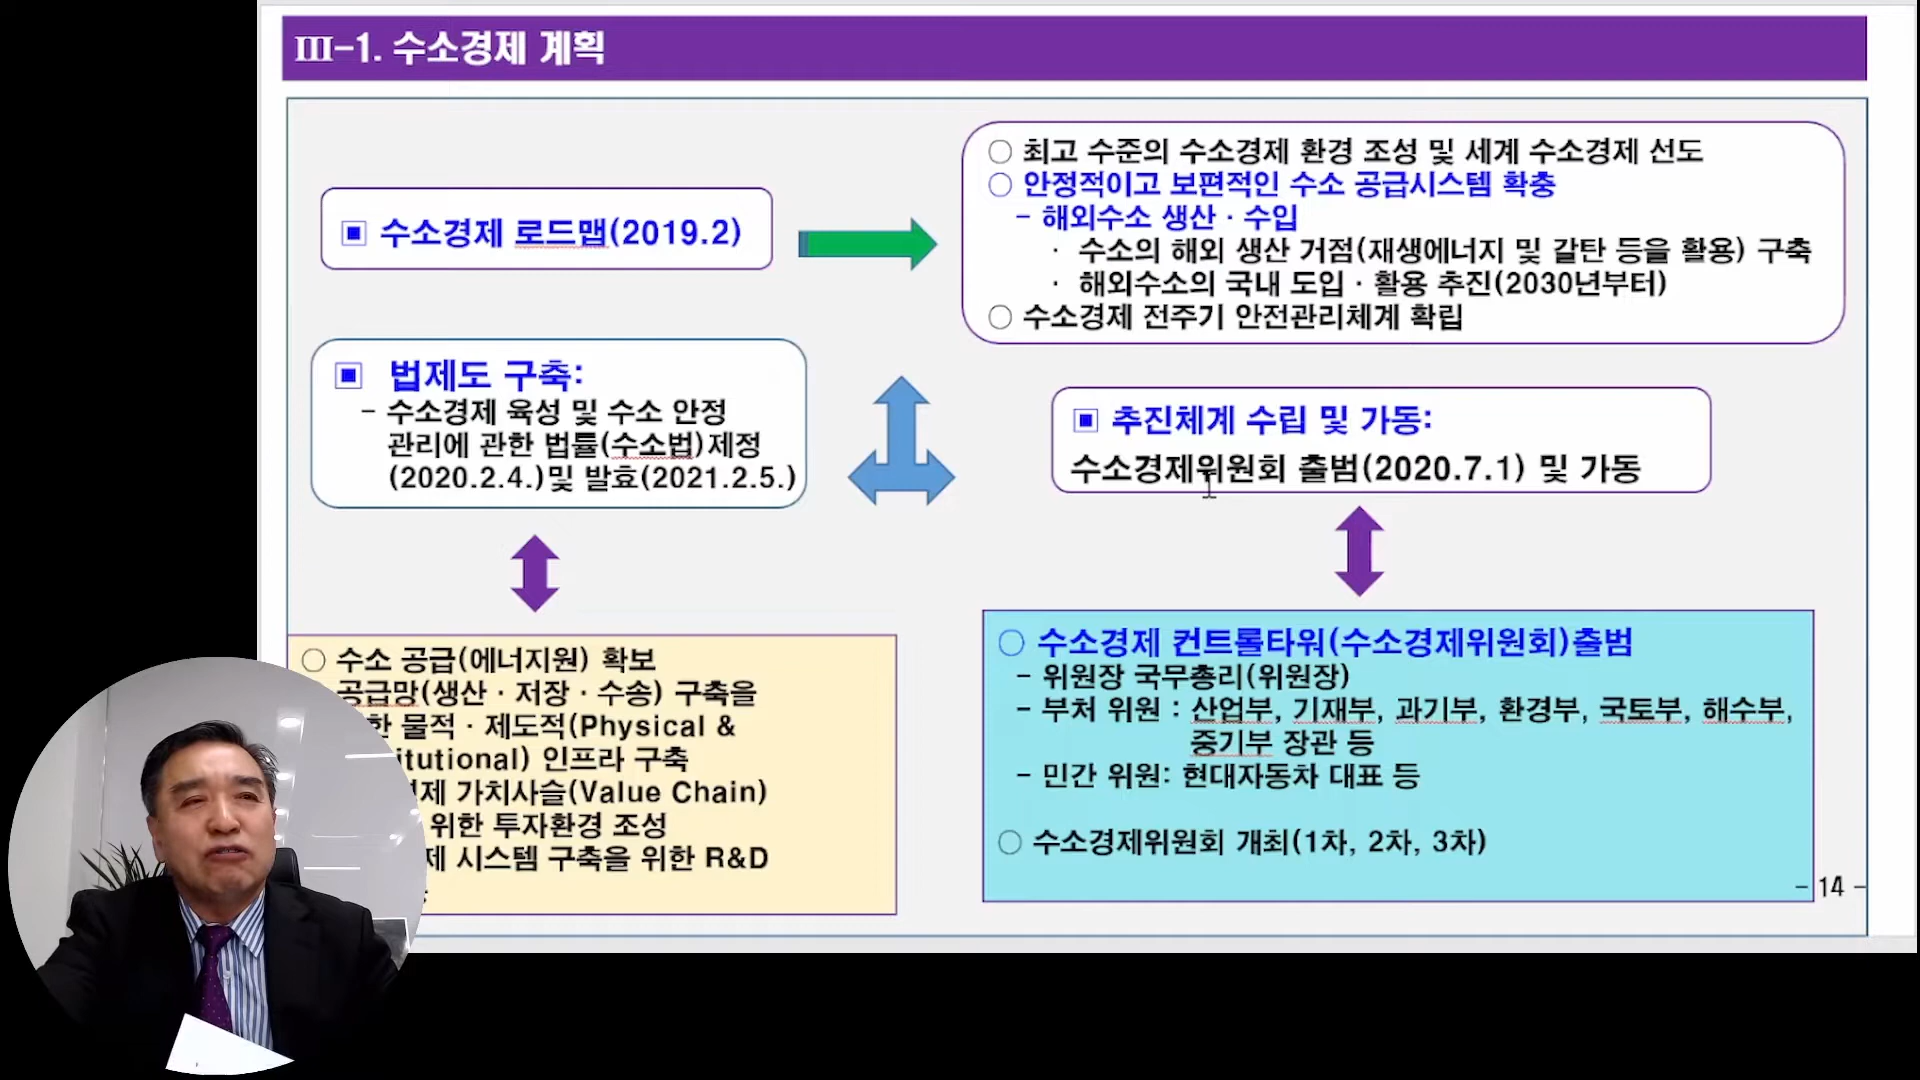 Ⅲ-1. 수소경제 계획
▣ 수소경제 로드맵(2019.2)
○ 최고 수준의 수소경제 환경 조성 및 세계 수소경제 선도
○ 안정적이고 보편적인 수소 공급시스템 확충
- 해외수소 생산 · 수입
· 수소의 해외 생산 거점(재생에너지 및 갈탄 등을 활용) 구축
· 해외수소의 국내 도입 · 활용 추진(2030년부터)
○ 수소경제 전주기 안전관리체계 확립
▣ 법제도 구축:
- 수소경제 육성 및 수소 안정
관리에 관한 법률(수소법)제정
(2020.2.4.)및 발효(2021.2.5.)
▣ 추진체계 수립 및 가동:
수소경제위원회 출범(2020.7.1) 및 가동
○ 수소 공급(에너지원) 확보
공급망(생산 · 저장 · 수송) 구축을
한 물적 · 제도적(Physical &
itutional) 인프라 구축
제 가치사슬(Value Chain)
위한 투자환경 조성
제 시스템 구축을 위한 R&D
○ 수소경제 컨트롤타워(수소경제위원회)출범
- 위원장 국무총리(위원장)
- 부처 위원 : 산업부, 기재부, 과기부, 환경부, 국토부, 해수부,
중기부 장관 등
- 민간 위원: 현대자동차 대표 등
○ 수소경제위원회 개최(1차, 2차, 3차)
- 14 -